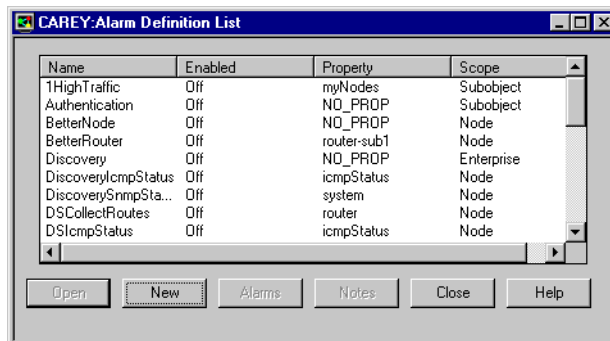 CAREY:Alarm Definition List
Name Enabled Property Scope
1HighTraffic Off myNodes Subobject
Authentication Off NO_PROP Subobject
BetterNode Off NO_PROP Node
BetterRouter Off router-sub1 Node
Discovery Off NO_PROP Enterprise
DiscoveryIcmpStatus Off icmpStatus Node
DiscoverySnmpSta... Off system Node
DSCollectRoutes Off router Node
DSIcmpStatus Off icmpStatus Node
Open New Alarms Notes Close Help